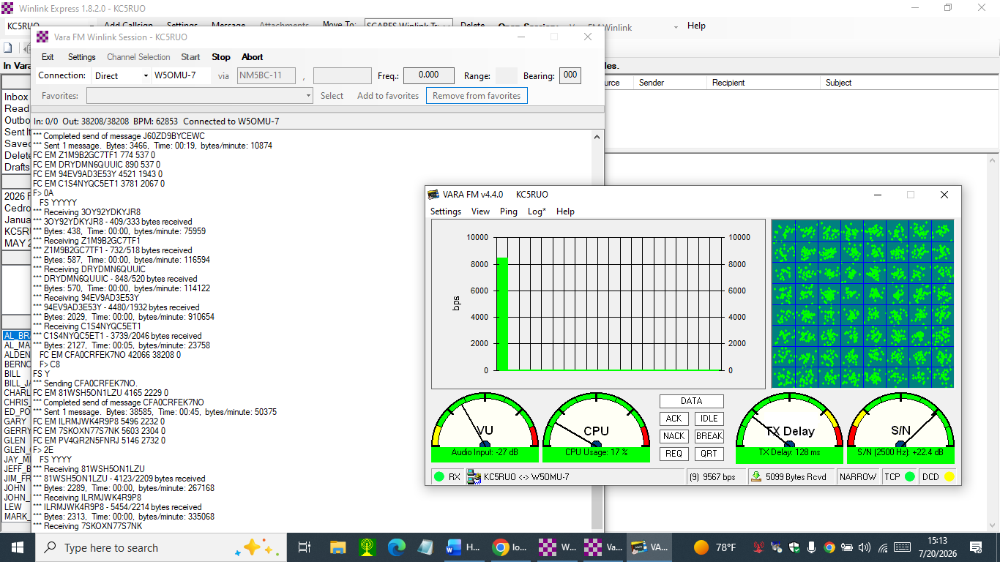 Winlink Express 1.8.2.0 - KC5RUO
Add Callsign Settings Message Attachments Move To: Delete Help
Vara FM Winlink Session - KC5RUO
Exit Settings Channel Selection Start Stop Abort
In Vara
Connection: Direct W5OMU-7 via NM5BC-11 , Freq.: 0.000 Range: Bearing: 000
Sender Recipient Subject
Favorites: Select Add to favorites Remove from favorites
Inbox
Read
Outbo
Sent It
Saved
Delete
Drafts
In: 0/0 Out: 38208/38208 BPM: 62853 Connected to W5OMU-7
*** Completed send of message J60ZD9BYCEWC
*** Sent 1 message. Bytes: 3466, Time: 00:19, bytes/minute: 10874
FC EM Z1M9B2GC7TF1 774 537 0
FC EM DRYDMN6QUUIC 890 537 0
FC EM 94EV9AD3E53Y 4521 1943 0
FC EM C1S4NYQC5ET1 3781 2067 0
F> 0A
FS YYYYY
*** Receiving 3OY92YDKYJR8
*** 3OY92YDKYJR8 - 409/333 bytes received
*** Bytes: 438, Time: 00:00, bytes/minute: 75959
*** Receiving Z1M9B2GC7TF1
*** Z1M9B2GC7TF1 - 732/518 bytes received
*** Bytes: 587, Time: 00:00, bytes/minute: 116594
*** Receiving DRYDMN6QUUIC
*** DRYDMN6QUUIC - 848/520 bytes received
*** Bytes: 570, Time: 00:00, bytes/minute: 114122
*** Receiving 94EV9AD3E53Y
*** 94EV9AD3E53Y - 4480/1932 bytes received
*** Bytes: 2029, Time: 00:00, bytes/minute: 910654
*** Receiving C1S4NYQC5ET1
*** C1S4NYQC5ET1 - 3739/2046 bytes received
*** Bytes: 2127, Time: 00:05, bytes/minute: 23758
FC EM CFA0CRFEK7NO 42066 38208 0
F> C8
FS Y
*** Sending CFA0CRFEK7NO.
FC EM 81WSH5ON1LZU 4165 2229 0
*** Completed send of message CFA0CRFEK7NO
*** Sent 1 message. Bytes: 38585, Time: 00:45, bytes/minute: 50375
FC EM ILRMJWK4R9P8 5496 2232 0
FC EM 7SKOXN77S7NK 5603 2304 0
FC EM PV4QR2N5FNRJ 5146 2732 0
F> 2E
FS YYYY
*** Receiving 81WSH5ON1LZU
*** 81WSH5ON1LZU - 4123/2209 bytes received
*** Bytes: 2289, Time: 00:00, bytes/minute: 267168
*** Receiving ILRMJWK4R9P8
*** ILRMJWK4R9P8 - 5454/2214 bytes received
*** Bytes: 2313, Time: 00:00, bytes/minute: 335068
*** Receiving 7SKOXN77S7NK
2026 F
Cedro
Janua
KC5RU
MAY 2
AL_BR
AL_MA
ALDEN
BERNC
BILL
BILL_JA
CHARL
CHRIS_
ED_PO
GARY
GERRY
GLEN
GLEN_
JAY_M
JEFF_B
JIM_FR
JOHN
JOHN_
LEW
MARK_
VARA FM v4.4.0 KC5RUO
Settings View Ping Log* Help
10000 10000
8000 8000
6000 6000
bps
4000 4000
2000 2000
0 0
VU CPU DATA TX Delay S/N
ACK IDLE
NACK BREAK
REQ QRT
Audio Input: -27 dB CPU Usage: 17 % TX Delay: 128 ms S/N (2500 Hz): +22.4 dB
RX KC5RUO <-> W5OMU-7 (9) 9567 bps 5099 Bytes Rcvd NARROW TCP DCD
Type here to search H... lo... W... Va... VA... 78°F 15:13
7/20/2026